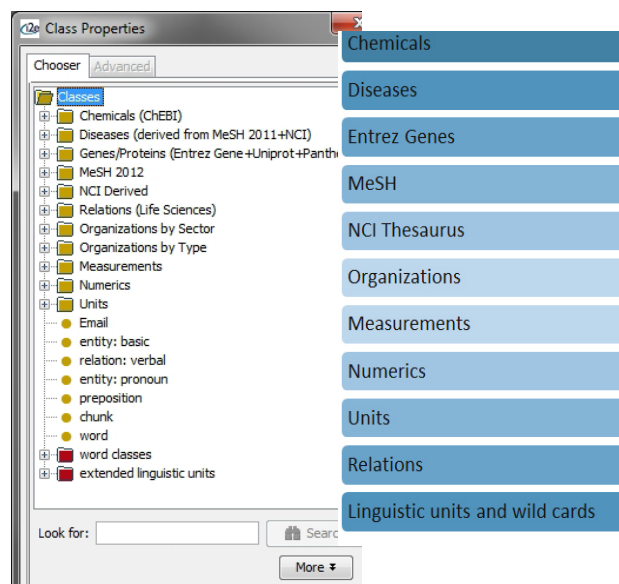 i2e Class Properties
Chooser Advanced
Classes
Chemicals (ChEBI)
Diseases (derived from MeSH 2011+NCI)
Genes/Proteins (Entrez Gene+Uniprot+Panthe
MeSH 2012
NCI Derived
Relations (Life Sciences)
Organizations by Sector
Organizations by Type
Measurements
Numerics
Units
Email
entity: basic
relation: verbal
entity: pronoun
preposition
chunk
word
word classes
extended linguistic units
Look for: Searc
More
Chemicals
Diseases
Entrez Genes
MeSH
NCI Thesaurus
Organizations
Measurements
Numerics
Units
Relations
Linguistic units and wild cards